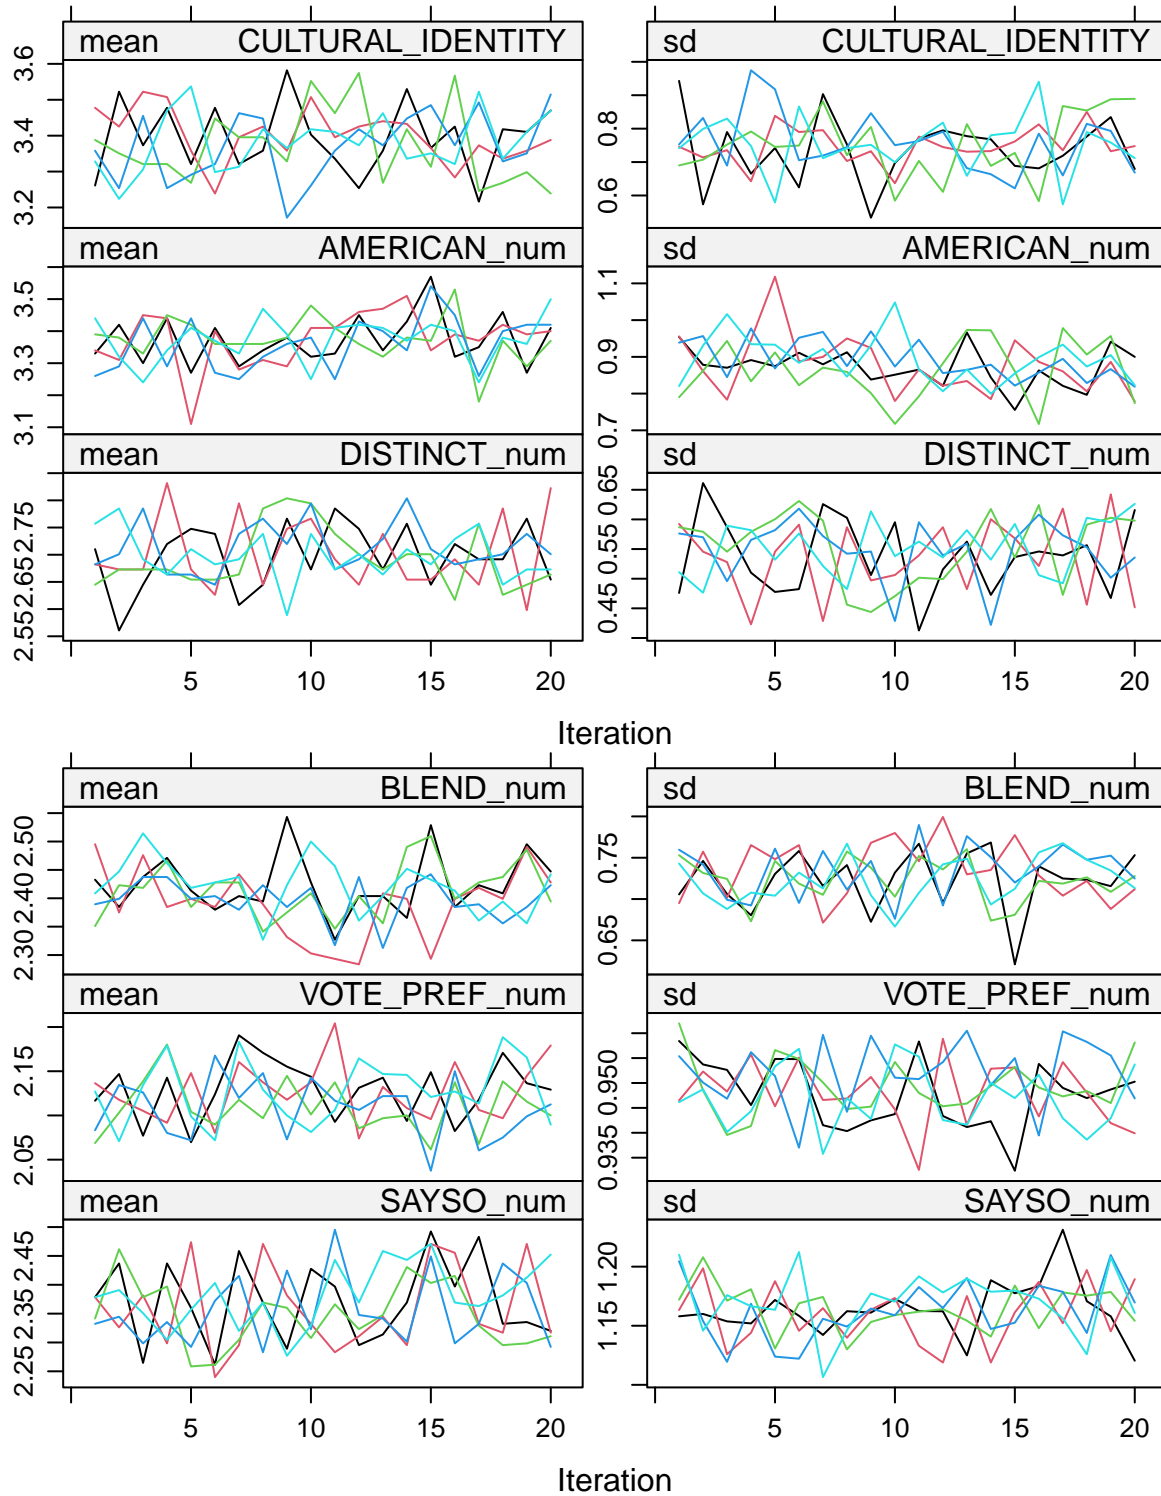 mean CULTURAL_IDENTITY sd CULTURAL_IDENTITY
3.2 3.4 3.6 0.6 0.8
mean AMERICAN_num sd AMERICAN_num
3.1 3.3 3.5 0.7 0.9 1.1
mean DISTINCT_num sd DISTINCT_num
2.55 2.65 2.75 0.45 0.55 0.65
5 10 15 20 5 10 15 20
Iteration
mean BLEND_num sd BLEND_num
2.30 2.40 2.50 0.65 0.75
mean VOTE_PREF_num sd VOTE_PREF_num
2.05 2.15 0.935 0.950
mean SAYSO_num sd SAYSO_num
2.25 2.35 2.45 1.15 1.20
5 10 15 20 5 10 15 20
Iteration